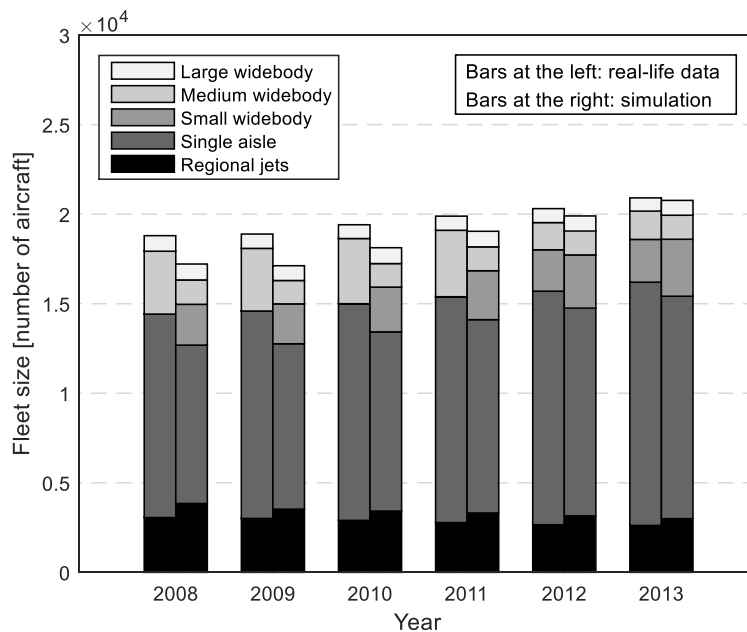 ×10⁴
3
2.5
2
1.5
1
0.5
0
Fleet size [number of aircraft]
Large widebody
Medium widebody
Small widebody
Single aisle
Regional jets
Bars at the left: real-life data
Bars at the right: simulation
2008 2009 2010 2011 2012 2013
Year